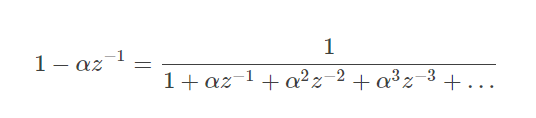 1 − αz⁻¹ = 1 / (1 + αz⁻¹ + α²z⁻² + α³z⁻³ + …)